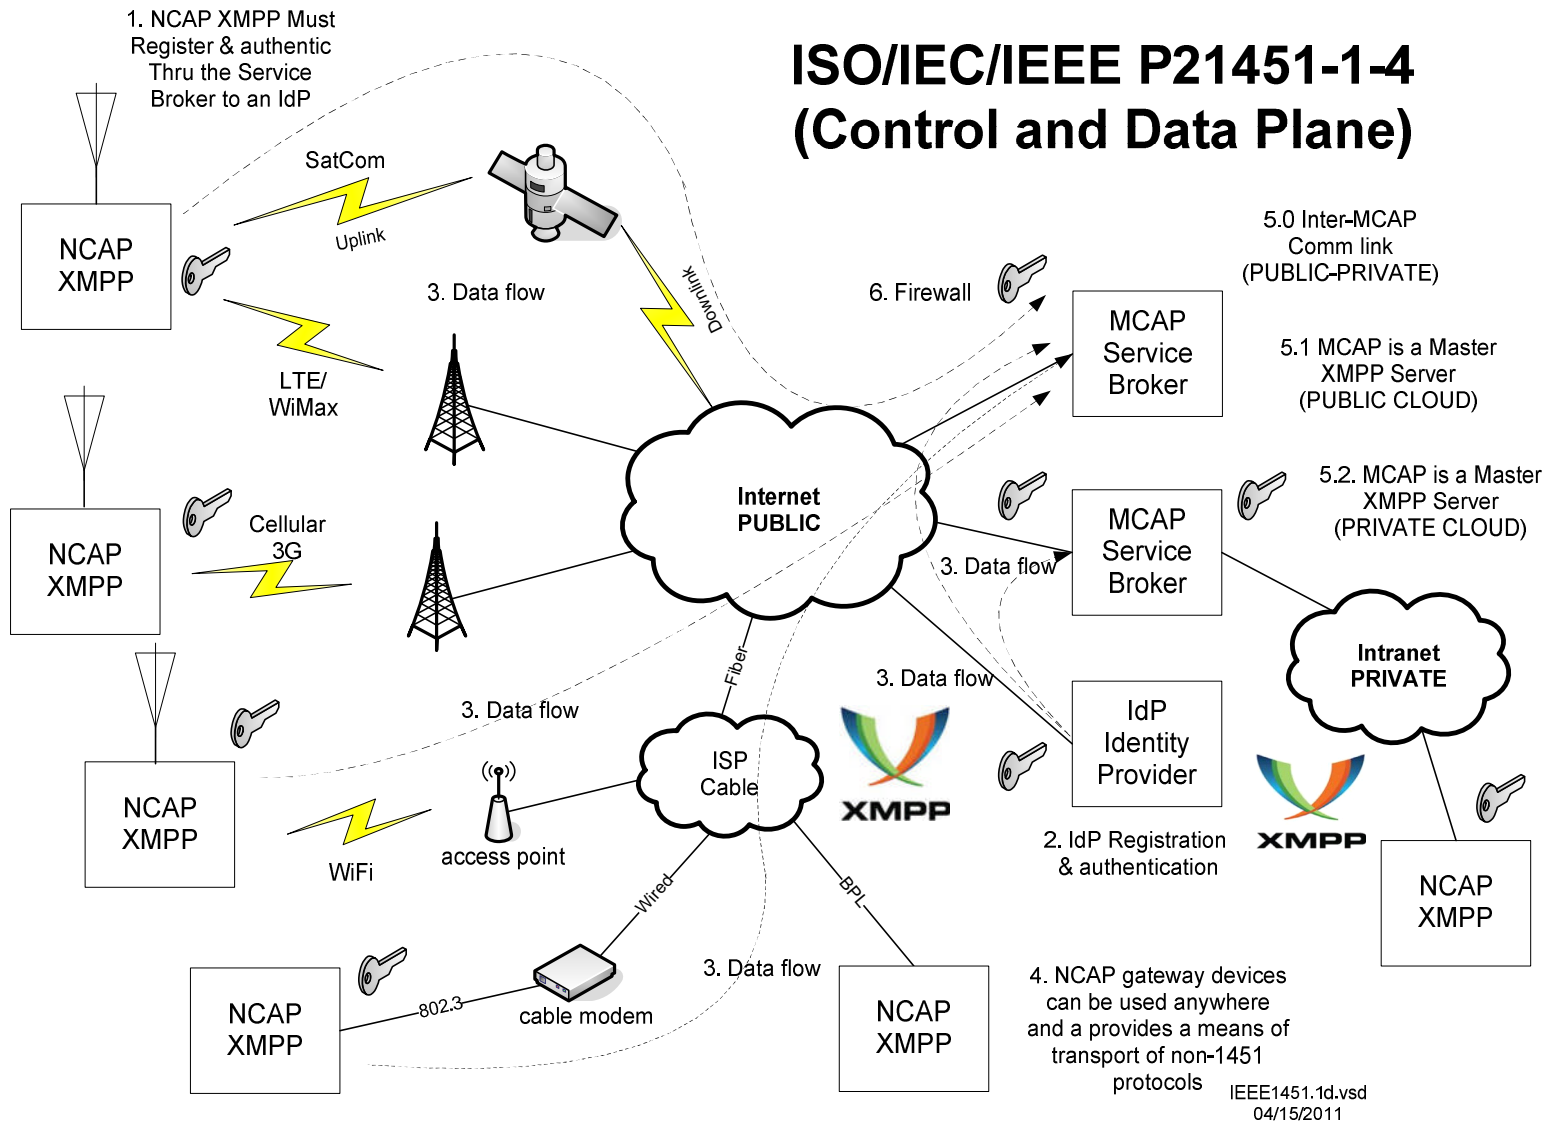 1. NCAP XMPP Must
Register & authentic
Thru the Service
Broker to an IdP
ISO/IEC/IEEE P21451-1-4
(Control and Data Plane)
SatCom
Uplink
Downlink
NCAP
XMPP
3. Data flow
6. Firewall
5.0 Inter-MCAP
Comm link
(PUBLIC-PRIVATE)
MCAP
Service
Broker
5.1 MCAP is a Master
XMPP Server
(PUBLIC CLOUD)
LTE/
WiMax
Internet
PUBLIC
5.2. MCAP is a Master
XMPP Server
(PRIVATE CLOUD)
NCAP
XMPP
Cellular
3G
MCAP
Service
Broker
3. Data flow
Intranet
PRIVATE
Fiber
3. Data flow
3. Data flow
IdP
Identity
Provider
ISP
Cable
XMPP
XMPP
NCAP
XMPP
WiFi
access point
2. IdP Registration
& authentication
NCAP
XMPP
Wired
BPL
NCAP
XMPP
802.3
cable modem
3. Data flow
NCAP
XMPP
4. NCAP gateway devices
can be used anywhere
and a provides a means of
transport of non-1451
protocols
IEEE1451.1d.vsd
04/15/2011